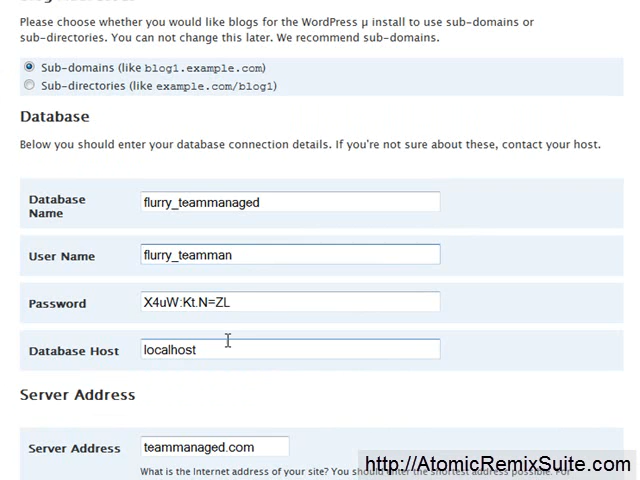 Please choose whether you would like blogs for the WordPress µ install to use sub-domains or
sub-directories. You can not change this later. We recommend sub-domains.
Sub-domains (like blog1.example.com)
Sub-directories (like example.com/blog1)
Database
Below you should enter your database connection details. If you're not sure about these, contact your host.
Database Name
flurry_teammanaged
User Name
flurry_teamman
Password
X4uW:Kt.N=ZL
Database Host
localhost
Server Address
Server Address
teammanaged.com
What is the Internet address of your site? You should enter the shortest address possible. For
http://AtomicRemixSuite.com